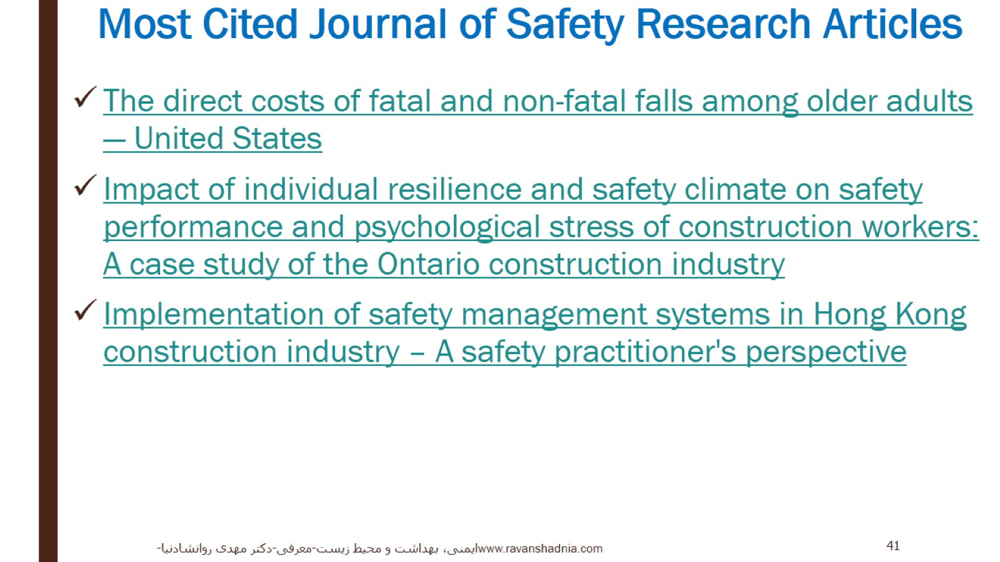 Most Cited Journal of Safety Research Articles
✓ The direct costs of fatal and non-fatal falls among older adults
— United States
✓ Impact of individual resilience and safety climate on safety
performance and psychological stress of construction workers:
A case study of the Ontario construction industry
✓ Implementation of safety management systems in Hong Kong
construction industry – A safety practitioner's perspective
ایمنی، بهداشت و محیط زیست-معرفی-دکتر مهدی روانشادنیا-www.ravanshadnia.com
41